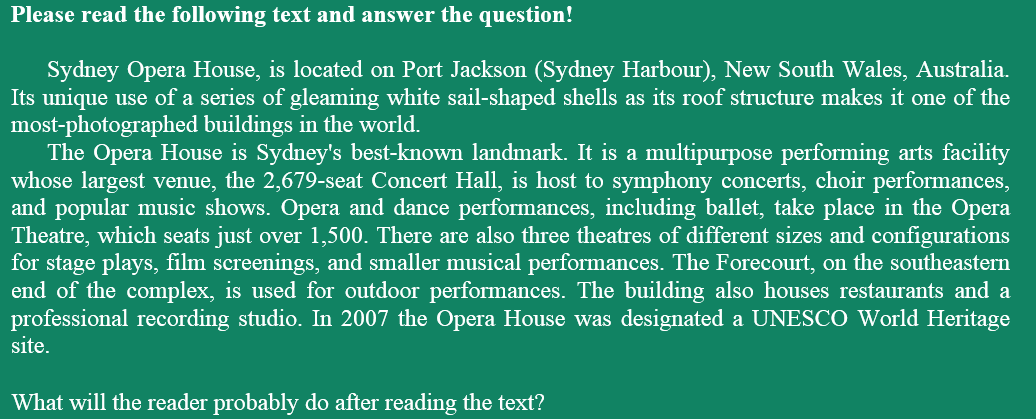 Please read the following text and answer the question!
Sydney Opera House, is located on Port Jackson (Sydney Harbour), New South Wales, Australia.
Its unique use of a series of gleaming white sail-shaped shells as its roof structure makes it one of the
most-photographed buildings in the world.
The Opera House is Sydney's best-known landmark. It is a multipurpose performing arts facility
whose largest venue, the 2,679-seat Concert Hall, is host to symphony concerts, choir performances,
and popular music shows. Opera and dance performances, including ballet, take place in the Opera
Theatre, which seats just over 1,500. There are also three theatres of different sizes and configurations
for stage plays, film screenings, and smaller musical performances. The Forecourt, on the southeastern
end of the complex, is used for outdoor performances. The building also houses restaurants and a
professional recording studio. In 2007 the Opera House was designated a UNESCO World Heritage
site.
What will the reader probably do after reading the text?